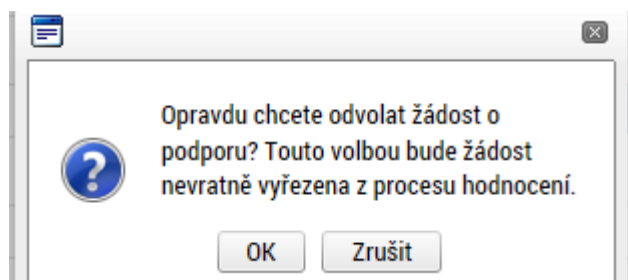 Opravdu chcete odvolat žádost o
podporu? Touto volbou bude žádost
nevratně vyřezena z procesu hodnocení.
OK Zrušit